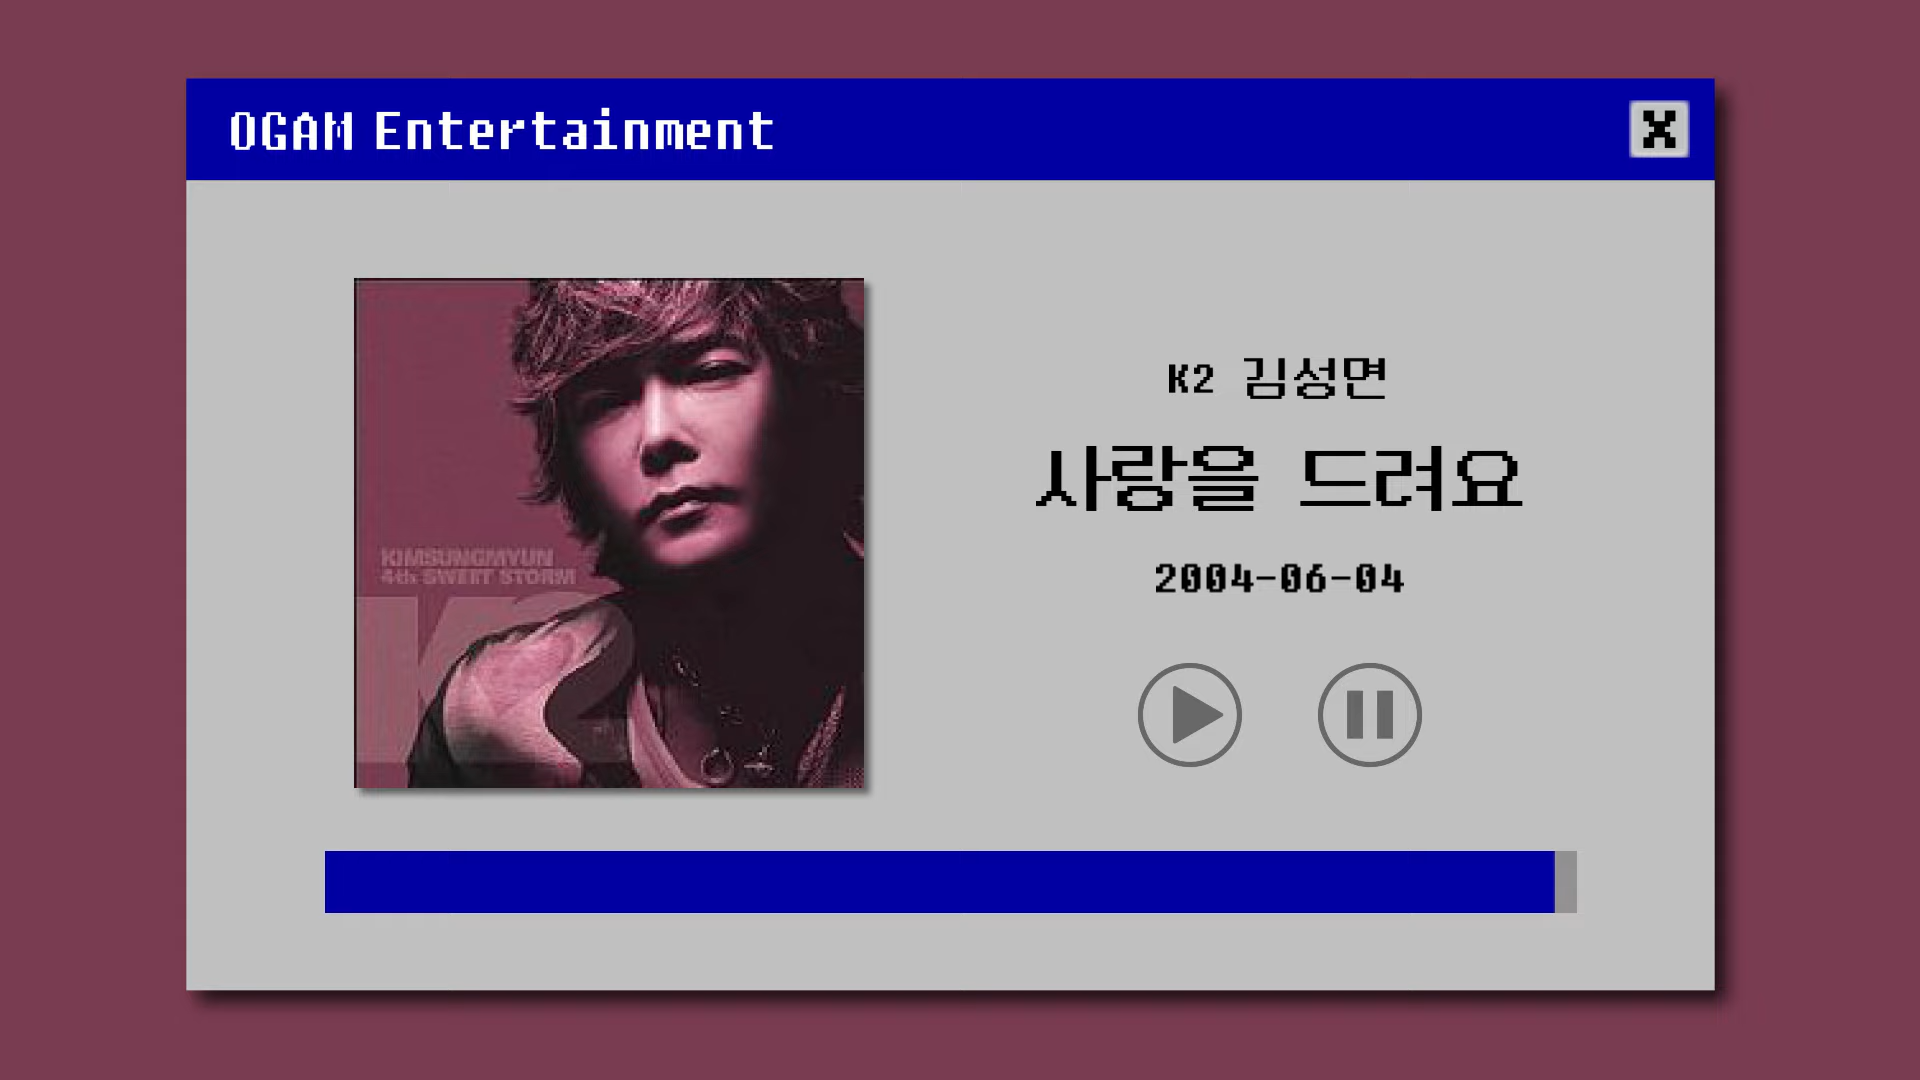 OGAM Entertainment
X
KIMSUNGMYUN
4th SWEET STORM
K2
K2 김성면
사랑을 드려요
2004-06-04